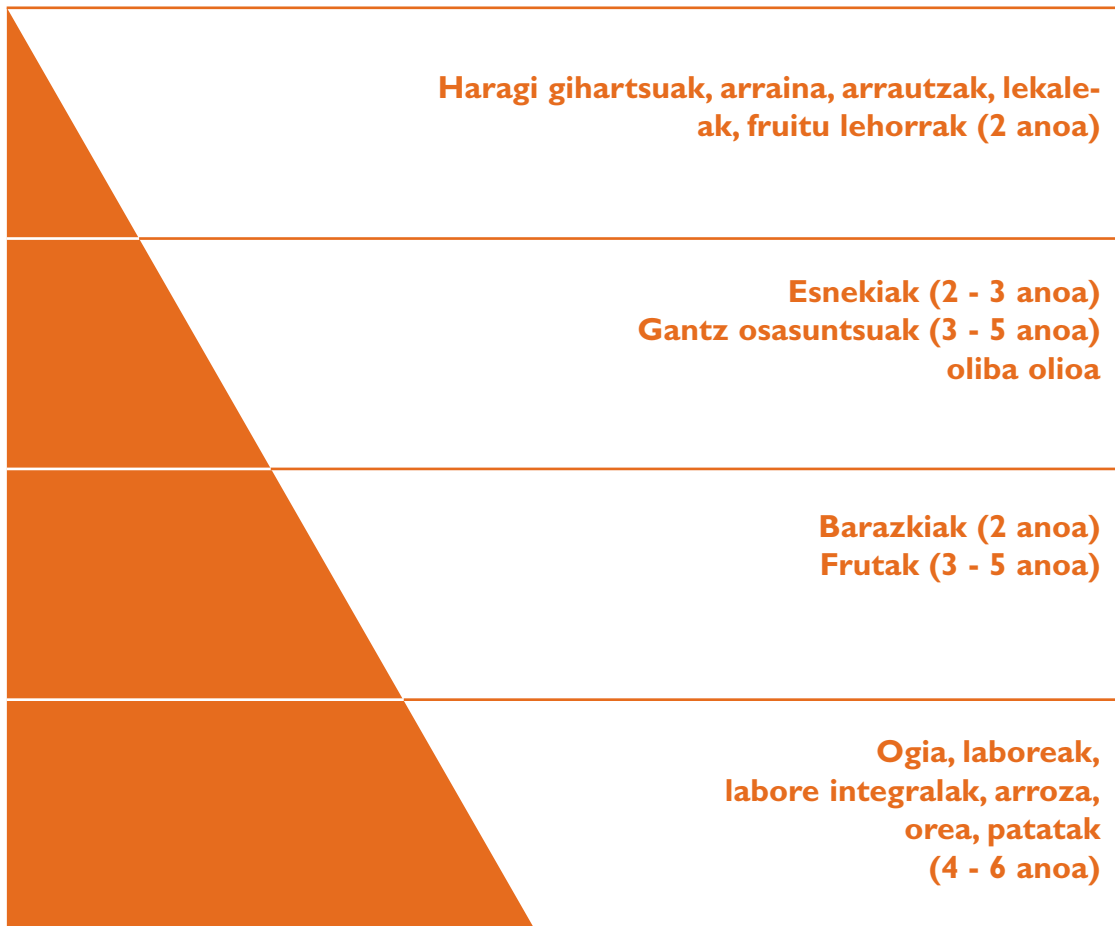 Haragi gihartsuak, arraina, arrautzak, lekale-
ak, fruitu lehorrak (2 anoa)
Esnekiak (2 - 3 anoa)
Gantz osasuntsuak (3 - 5 anoa)
oliba olioa
Barazkiak (2 anoa)
Frutak (3 - 5 anoa)
Ogia, laboreak,
labore integralak, arroza,
orea, patatak
(4 - 6 anoa)